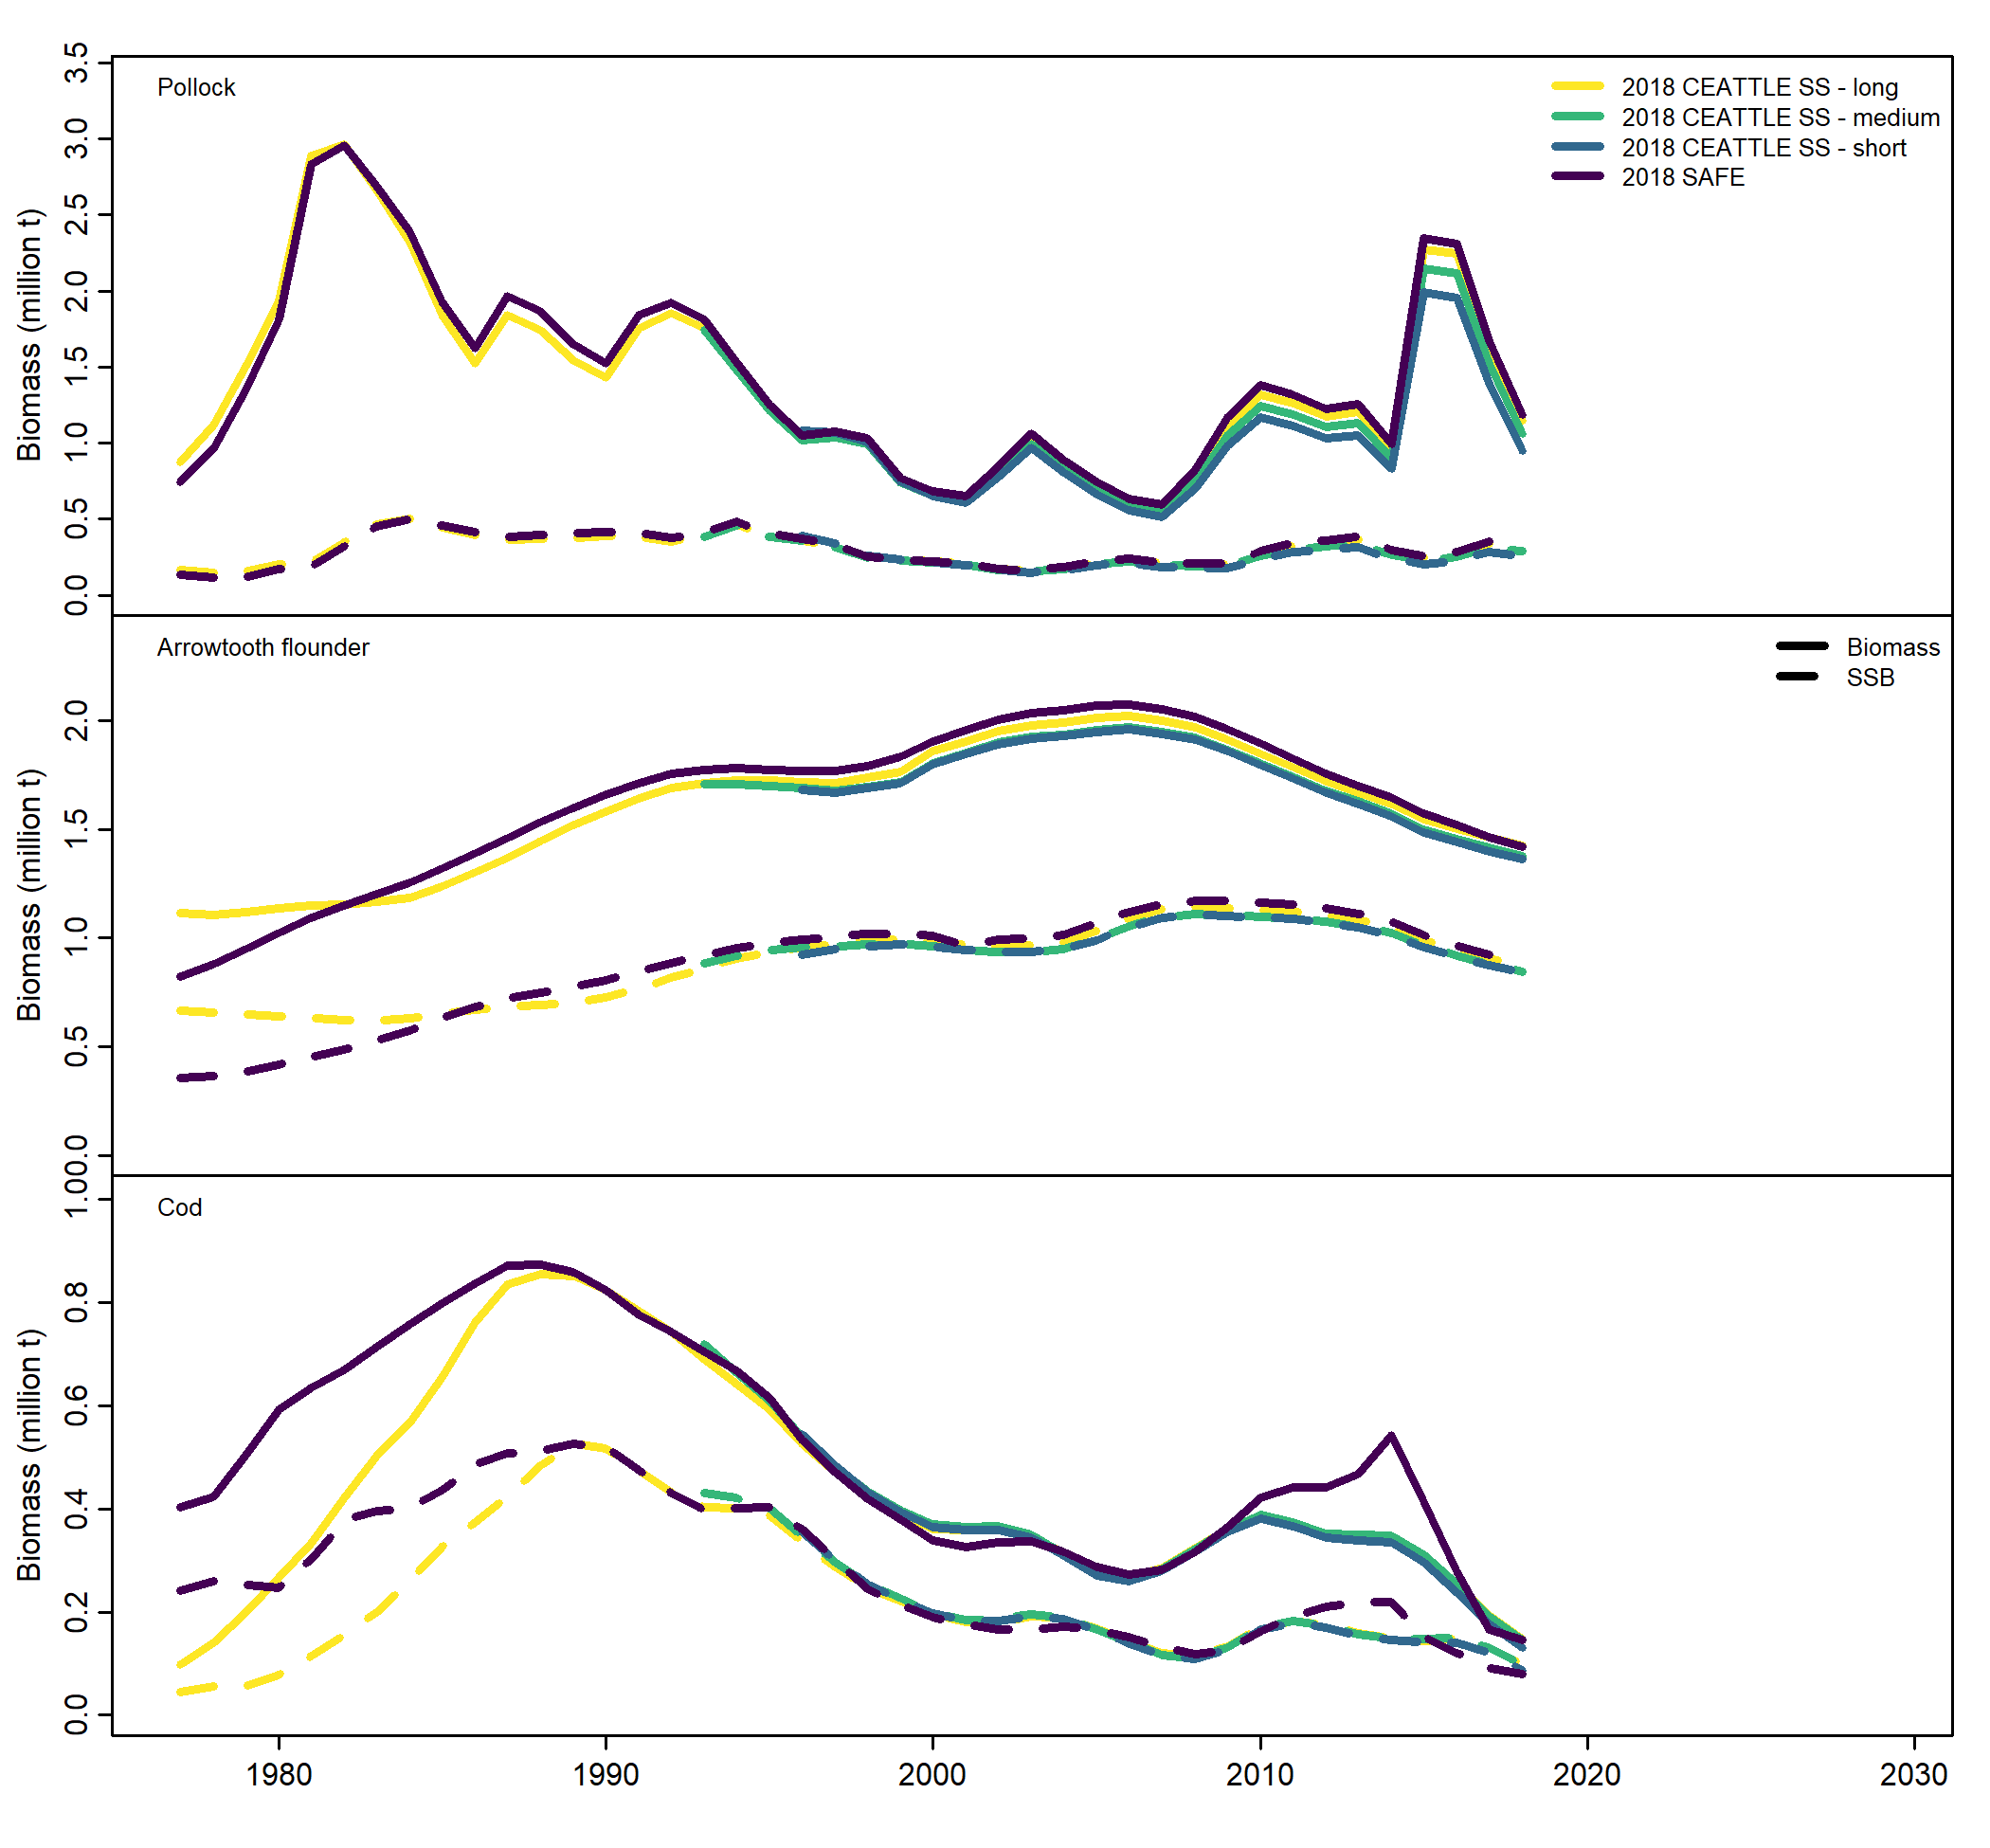 Pollock
2018 CEATTLE SS - long
2018 CEATTLE SS - medium
2018 CEATTLE SS - short
2018 SAFE
Biomass (million t)
3.5
3.0
2.5
2.0
1.5
1.0
0.5
0.0
Arrowtooth flounder
Biomass
SSB
Biomass (million t)
2.0
1.5
1.0
0.5
0.0
Cod
Biomass (million t)
1.0
0.8
0.6
0.4
0.2
0.0
1980 1990 2000 2010 2020 2030